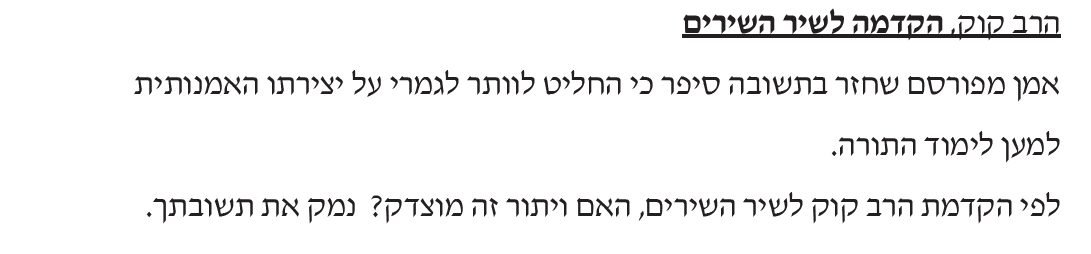 הרב קוק, הקדמה לשיר השירים
אמן מפורסם שחזר בתשובה סיפר כי החליט לוותר לגמרי על יצירתו האמנותית
למען לימוד התורה.
לפי הקדמת הרב קוק לשיר השירים, האם ויתור זה מוצדק? נמק את תשובתך.